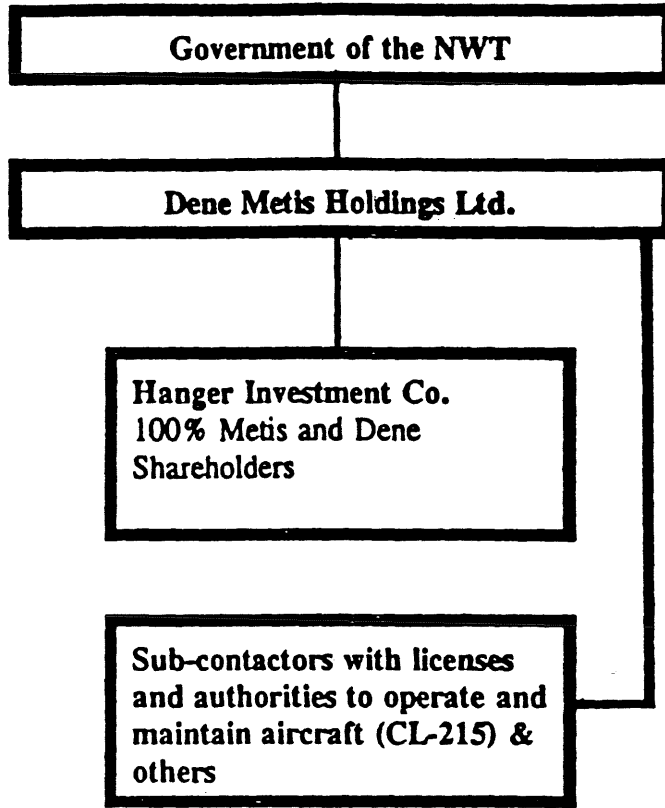 Government of the NWT
Dene Metis Holdings Ltd.
Hanger Investment Co.
100% Metis and Dene
Shareholders
Sub-contactors with licenses
and authorities to operate and
maintain aircraft (CL-215) &
others